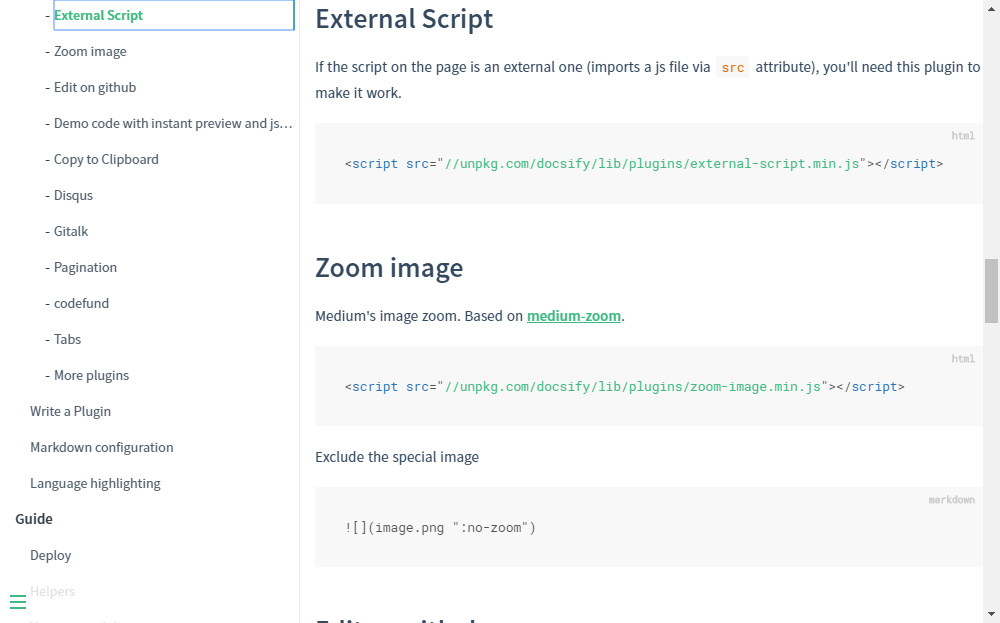 - External Script
- Zoom image
- Edit on github
- Demo code with instant preview and js…
- Copy to Clipboard
- Disqus
- Gitalk
- Pagination
- codefund
- Tabs
- More plugins
Write a Plugin
Markdown configuration
Language highlighting
Guide
Deploy
Helpers
External Script
If the script on the page is an external one (imports a js file via src attribute), you'll need this plugin to
make it work.
html
<script src="//unpkg.com/docsify/lib/plugins/external-script.min.js"></script>
Zoom image
Medium's image zoom. Based on medium-zoom.
html
<script src="//unpkg.com/docsify/lib/plugins/zoom-image.min.js"></script>
Exclude the special image
markdown
![](image.png ":no-zoom")